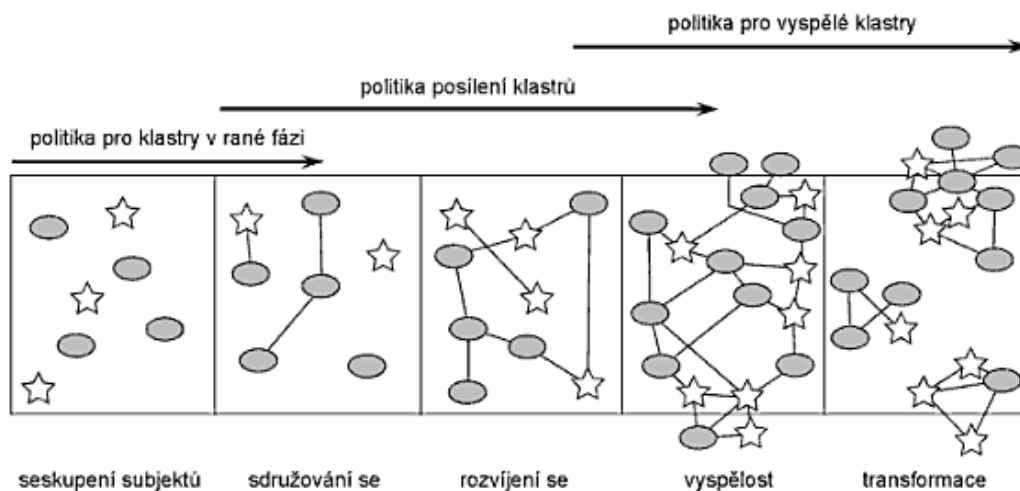 politika pro vyspělé klastry
politika posílení klastrů
politika pro klastry v rané fázi
seskupení subjektů
sdružování se
rozvíjení se
vyspělost
transformace